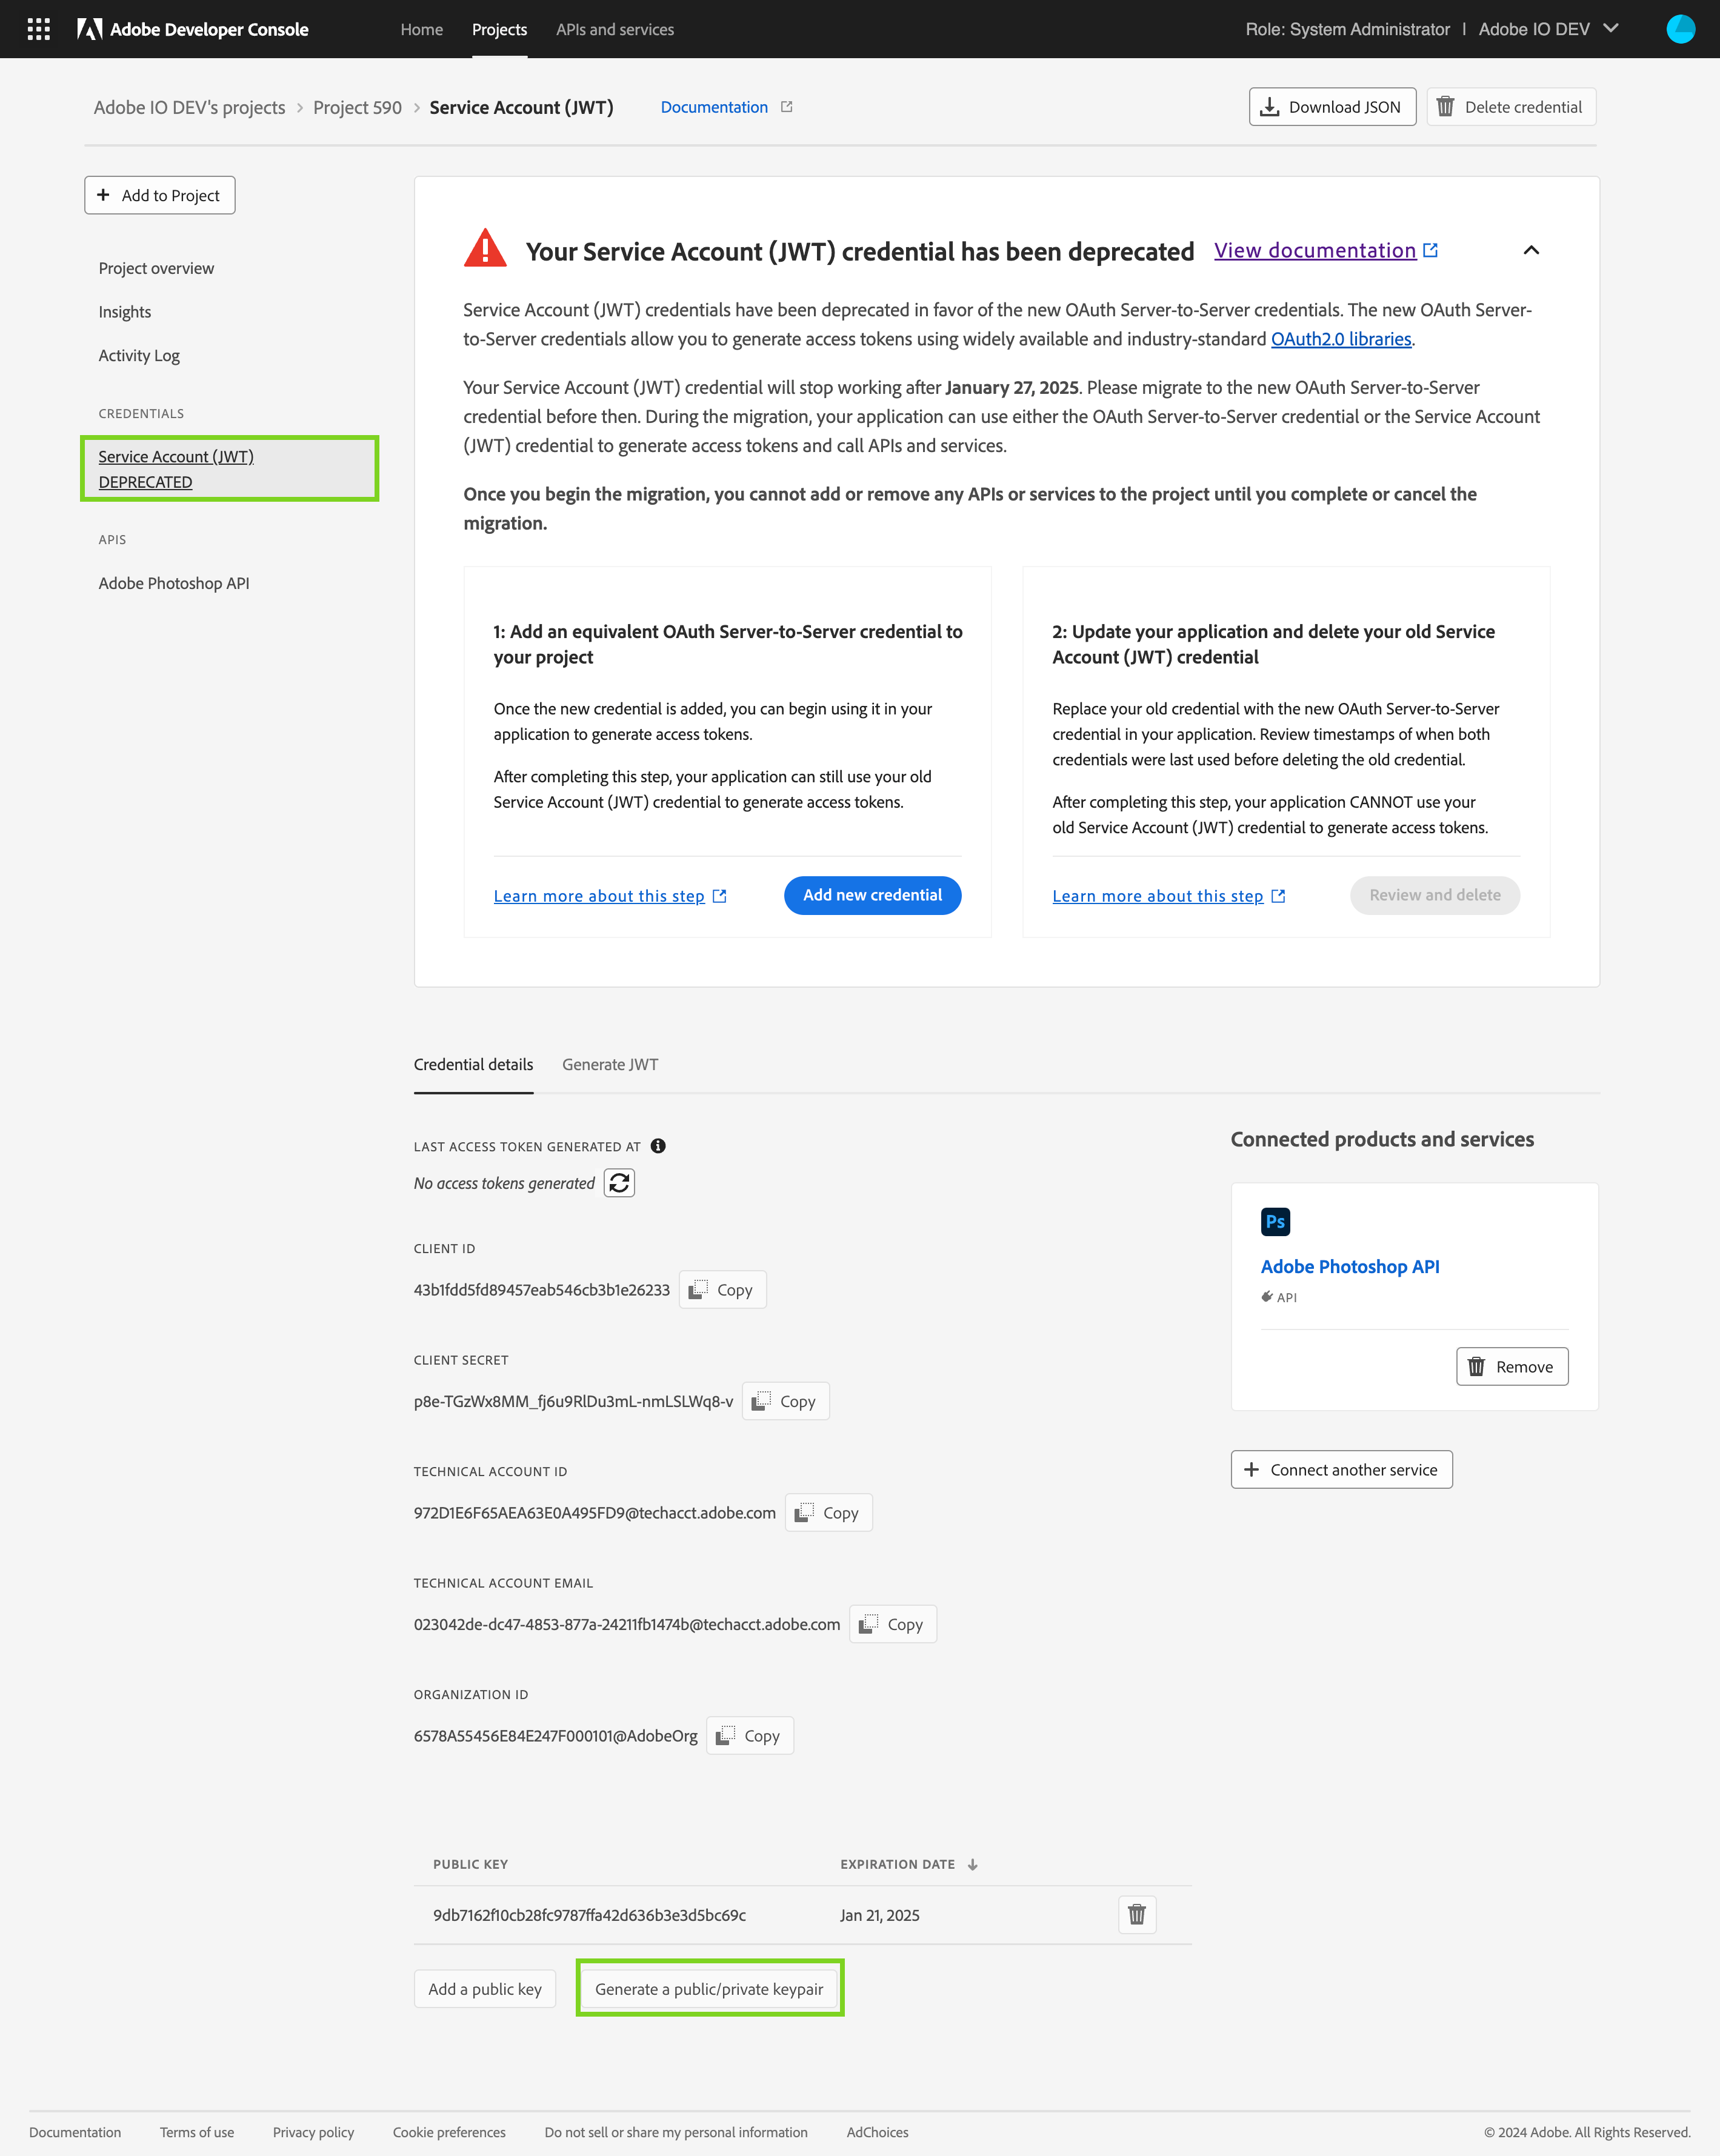 Adobe Developer Console
Home
Projects
APIs and services
Role: System Administrator | Adobe IO DEV
Adobe IO DEV's projects > Project 590 > Service Account (JWT)
Documentation
Download JSON
Delete credential
+ Add to Project
Project overview
Insights
Activity Log
CREDENTIALS
Service Account (JWT)
DEPRECATED
APIS
Adobe Photoshop API
Your Service Account (JWT) credential has been deprecated
View documentation
Service Account (JWT) credentials have been deprecated in favor of the new OAuth Server-to-Server credentials. The new OAuth Server-
to-Server credentials allow you to generate access tokens using widely available and industry-standard OAuth2.0 libraries.
Your Service Account (JWT) credential will stop working after January 27, 2025. Please migrate to the new OAuth Server-to-Server
credential before then. During the migration, your application can use either the OAuth Server-to-Server credential or the Service Account
(JWT) credential to generate access tokens and call APIs and services.
Once you begin the migration, you cannot add or remove any APIs or services to the project until you complete or cancel the
migration.
1: Add an equivalent OAuth Server-to-Server credential to
your project
Once the new credential is added, you can begin using it in your
application to generate access tokens.
After completing this step, your application can still use your old
Service Account (JWT) credential to generate access tokens.
Learn more about this step
Add new credential
2: Update your application and delete your old Service
Account (JWT) credential
Replace your old credential with the new OAuth Server-to-Server
credential in your application. Review timestamps of when both
credentials were last used before deleting the old credential.
After completing this step, your application CANNOT use your
old Service Account (JWT) credential to generate access tokens.
Learn more about this step
Review and delete
Credential details
Generate JWT
LAST ACCESS TOKEN GENERATED AT
No access tokens generated
CLIENT ID
43b1fdd5fd89457eab546cb3b1e26233
Copy
CLIENT SECRET
p8e-TGzWx8MM_fj6u9RlDu3mL-nmLSLWq8-v
Copy
TECHNICAL ACCOUNT ID
972D1E6F65AEA63E0A495FD9@techacct.adobe.com
Copy
TECHNICAL ACCOUNT EMAIL
023042de-dc47-4853-877a-24211fb1474b@techacct.adobe.com
Copy
ORGANIZATION ID
6578A55456E84E247F000101@AdobeOrg
Copy
Connected products and services
Ps
Adobe Photoshop API
API
Remove
+ Connect another service
PUBLIC KEY
EXPIRATION DATE
9db7162f10cb28fc9787ffa42d636b3e3d5bc69c
Jan 21, 2025
Add a public key
Generate a public/private keypair
Documentation
Terms of use
Privacy policy
Cookie preferences
Do not sell or share my personal information
AdChoices
© 2024 Adobe. All Rights Reserved.